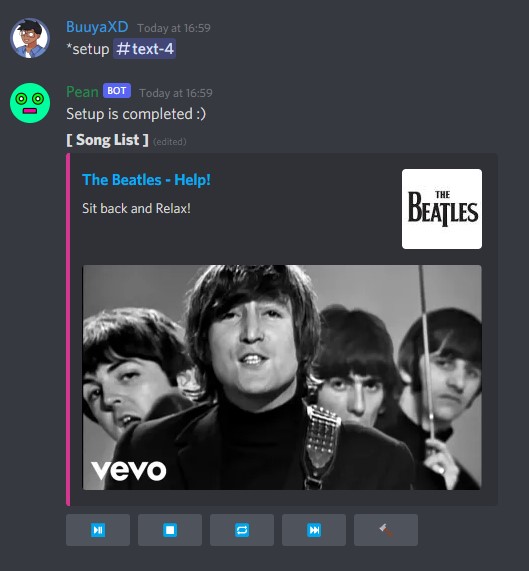 BuuyaXD Today at 16:59
*setup #text-4
Pean BOT Today at 16:59
Setup is completed :)
[ Song List ] (edited)
The Beatles - Help!
Sit back and Relax!
THE
BEATLES
vevo